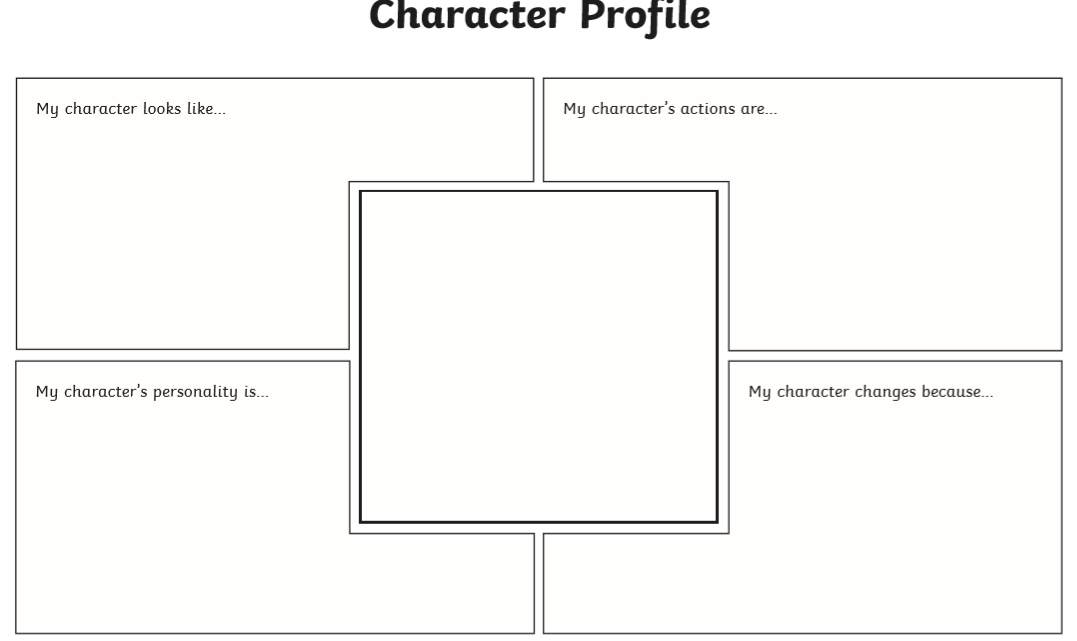 Character Profile
My character looks like...
My character's actions are...
My character's personality is...
My character changes because...